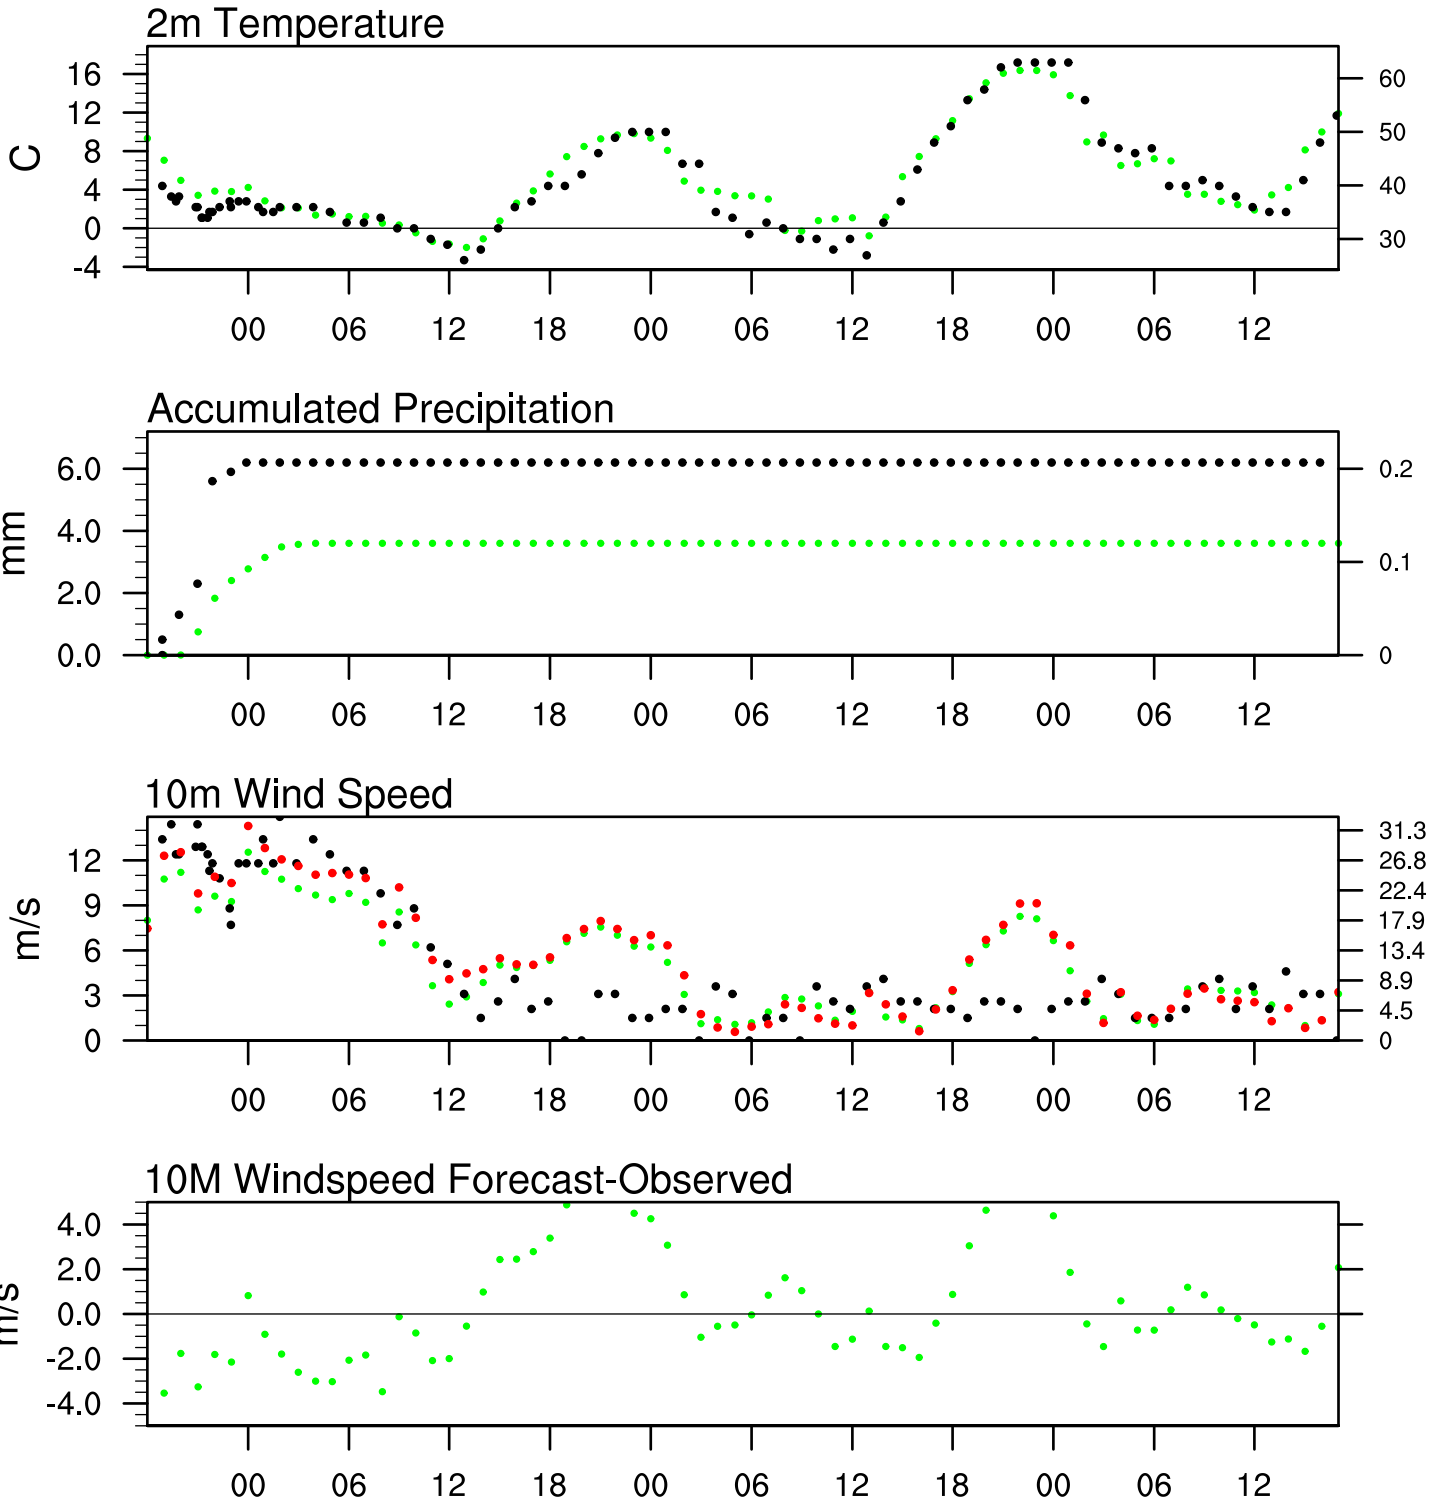 2m Temperature
16
12
8
4
0
-4
C
60
50
40
30
00 06 12 18 00 06 12 18 00 06 12
Accumulated Precipitation
6.0
4.0
2.0
0.0
mm
0.2
0.1
0
00 06 12 18 00 06 12 18 00 06 12
10m Wind Speed
12
9
6
3
0
m/s
31.3
26.8
22.4
17.9
13.4
8.9
4.5
0
00 06 12 18 00 06 12 18 00 06 12
10M Windspeed Forecast-Observed
4.0
2.0
0.0
-2.0
-4.0
m/s
00 06 12 18 00 06 12 18 00 06 12